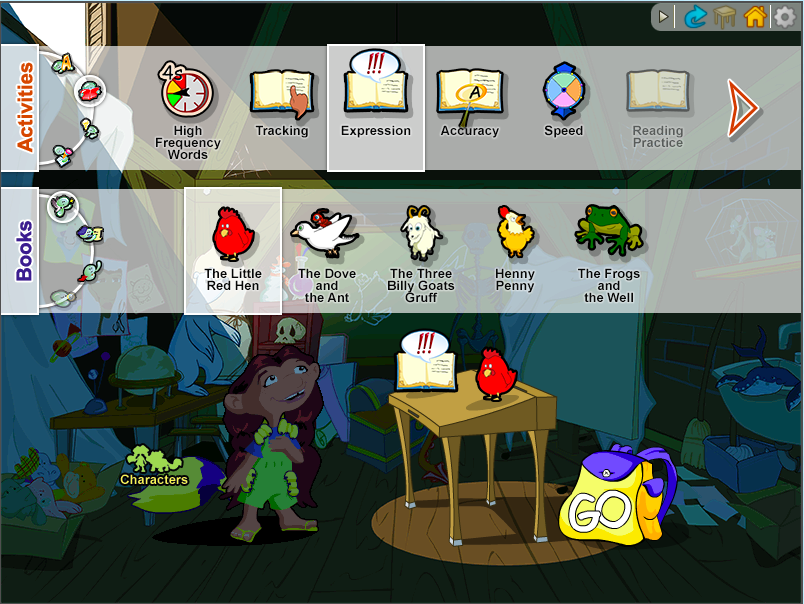 Activities
4s
High
Frequency
Words
Tracking
!!!
Expression
A
Accuracy
Speed
Reading
Practice
Books
The Little
Red Hen
The Dove
and
the Ant
The Three
Billy Goats
Gruff
Henny
Penny
The Frogs
and
the Well
!!!
Characters
GO